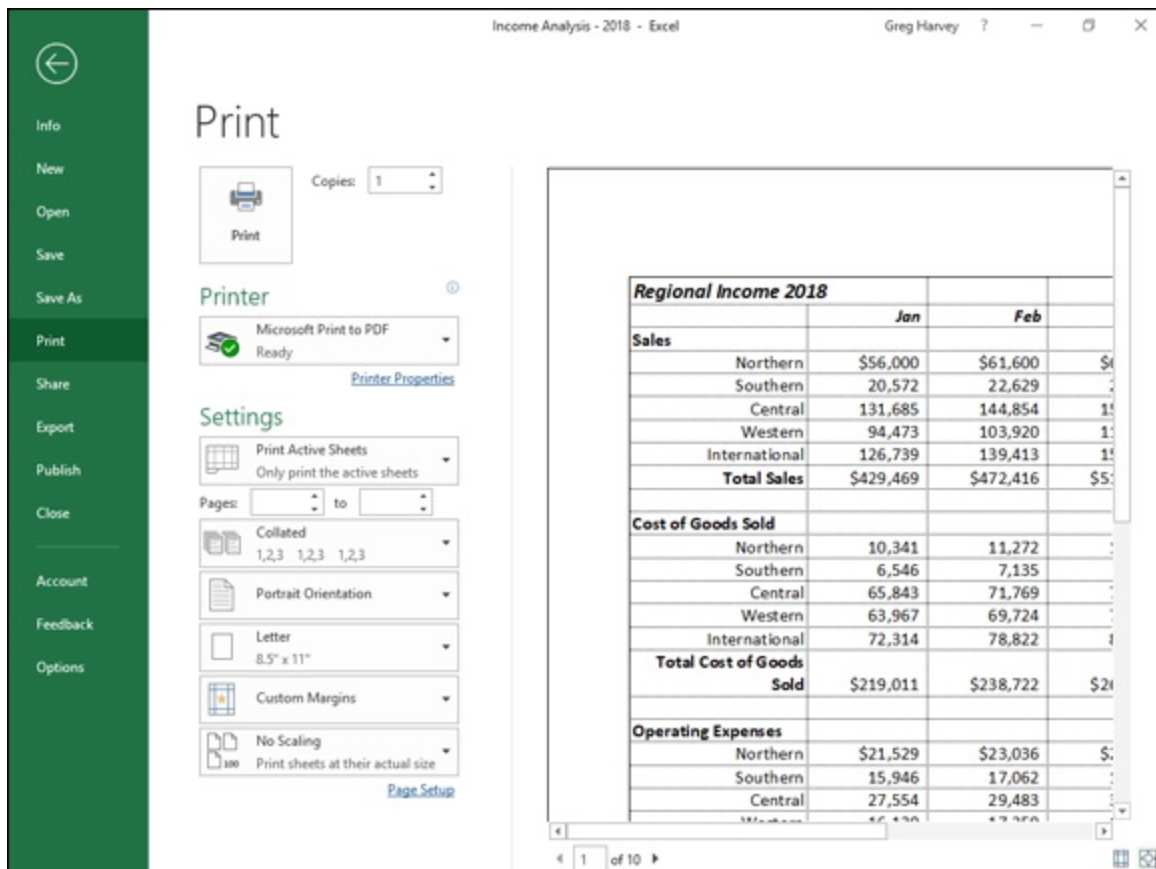 Income Analysis - 2018 - Excel
Greg Harvey ?
Info
New
Open
Save
Save As
Print
Share
Export
Publish
Close
Account
Feedback
Options
Print
Print
Copies: 1
Printer
Microsoft Print to PDF
Ready
Printer Properties
Settings
Print Active Sheets
Only print the active sheets
Pages: to
Collated
1,2,3 1,2,3 1,2,3
Portrait Orientation
Letter
8.5" x 11"
Custom Margins
No Scaling
Print sheets at their actual size
100
Page Setup
Regional Income 2018
Jan Feb
Sales
Northern $56,000 $61,600
Southern 20,572 22,629
Central 131,685 144,854
Western 94,473 103,920
International 126,739 139,413
Total Sales $429,469 $472,416
Cost of Goods Sold
Northern 10,341 11,272
Southern 6,546 7,135
Central 65,843 71,769
Western 63,967 69,724
International 72,314 78,822
Total Cost of Goods
Sold $219,011 $238,722
Operating Expenses
Northern $21,529 $23,036
Southern 15,946 17,062
Central 27,554 29,483
1 of 10